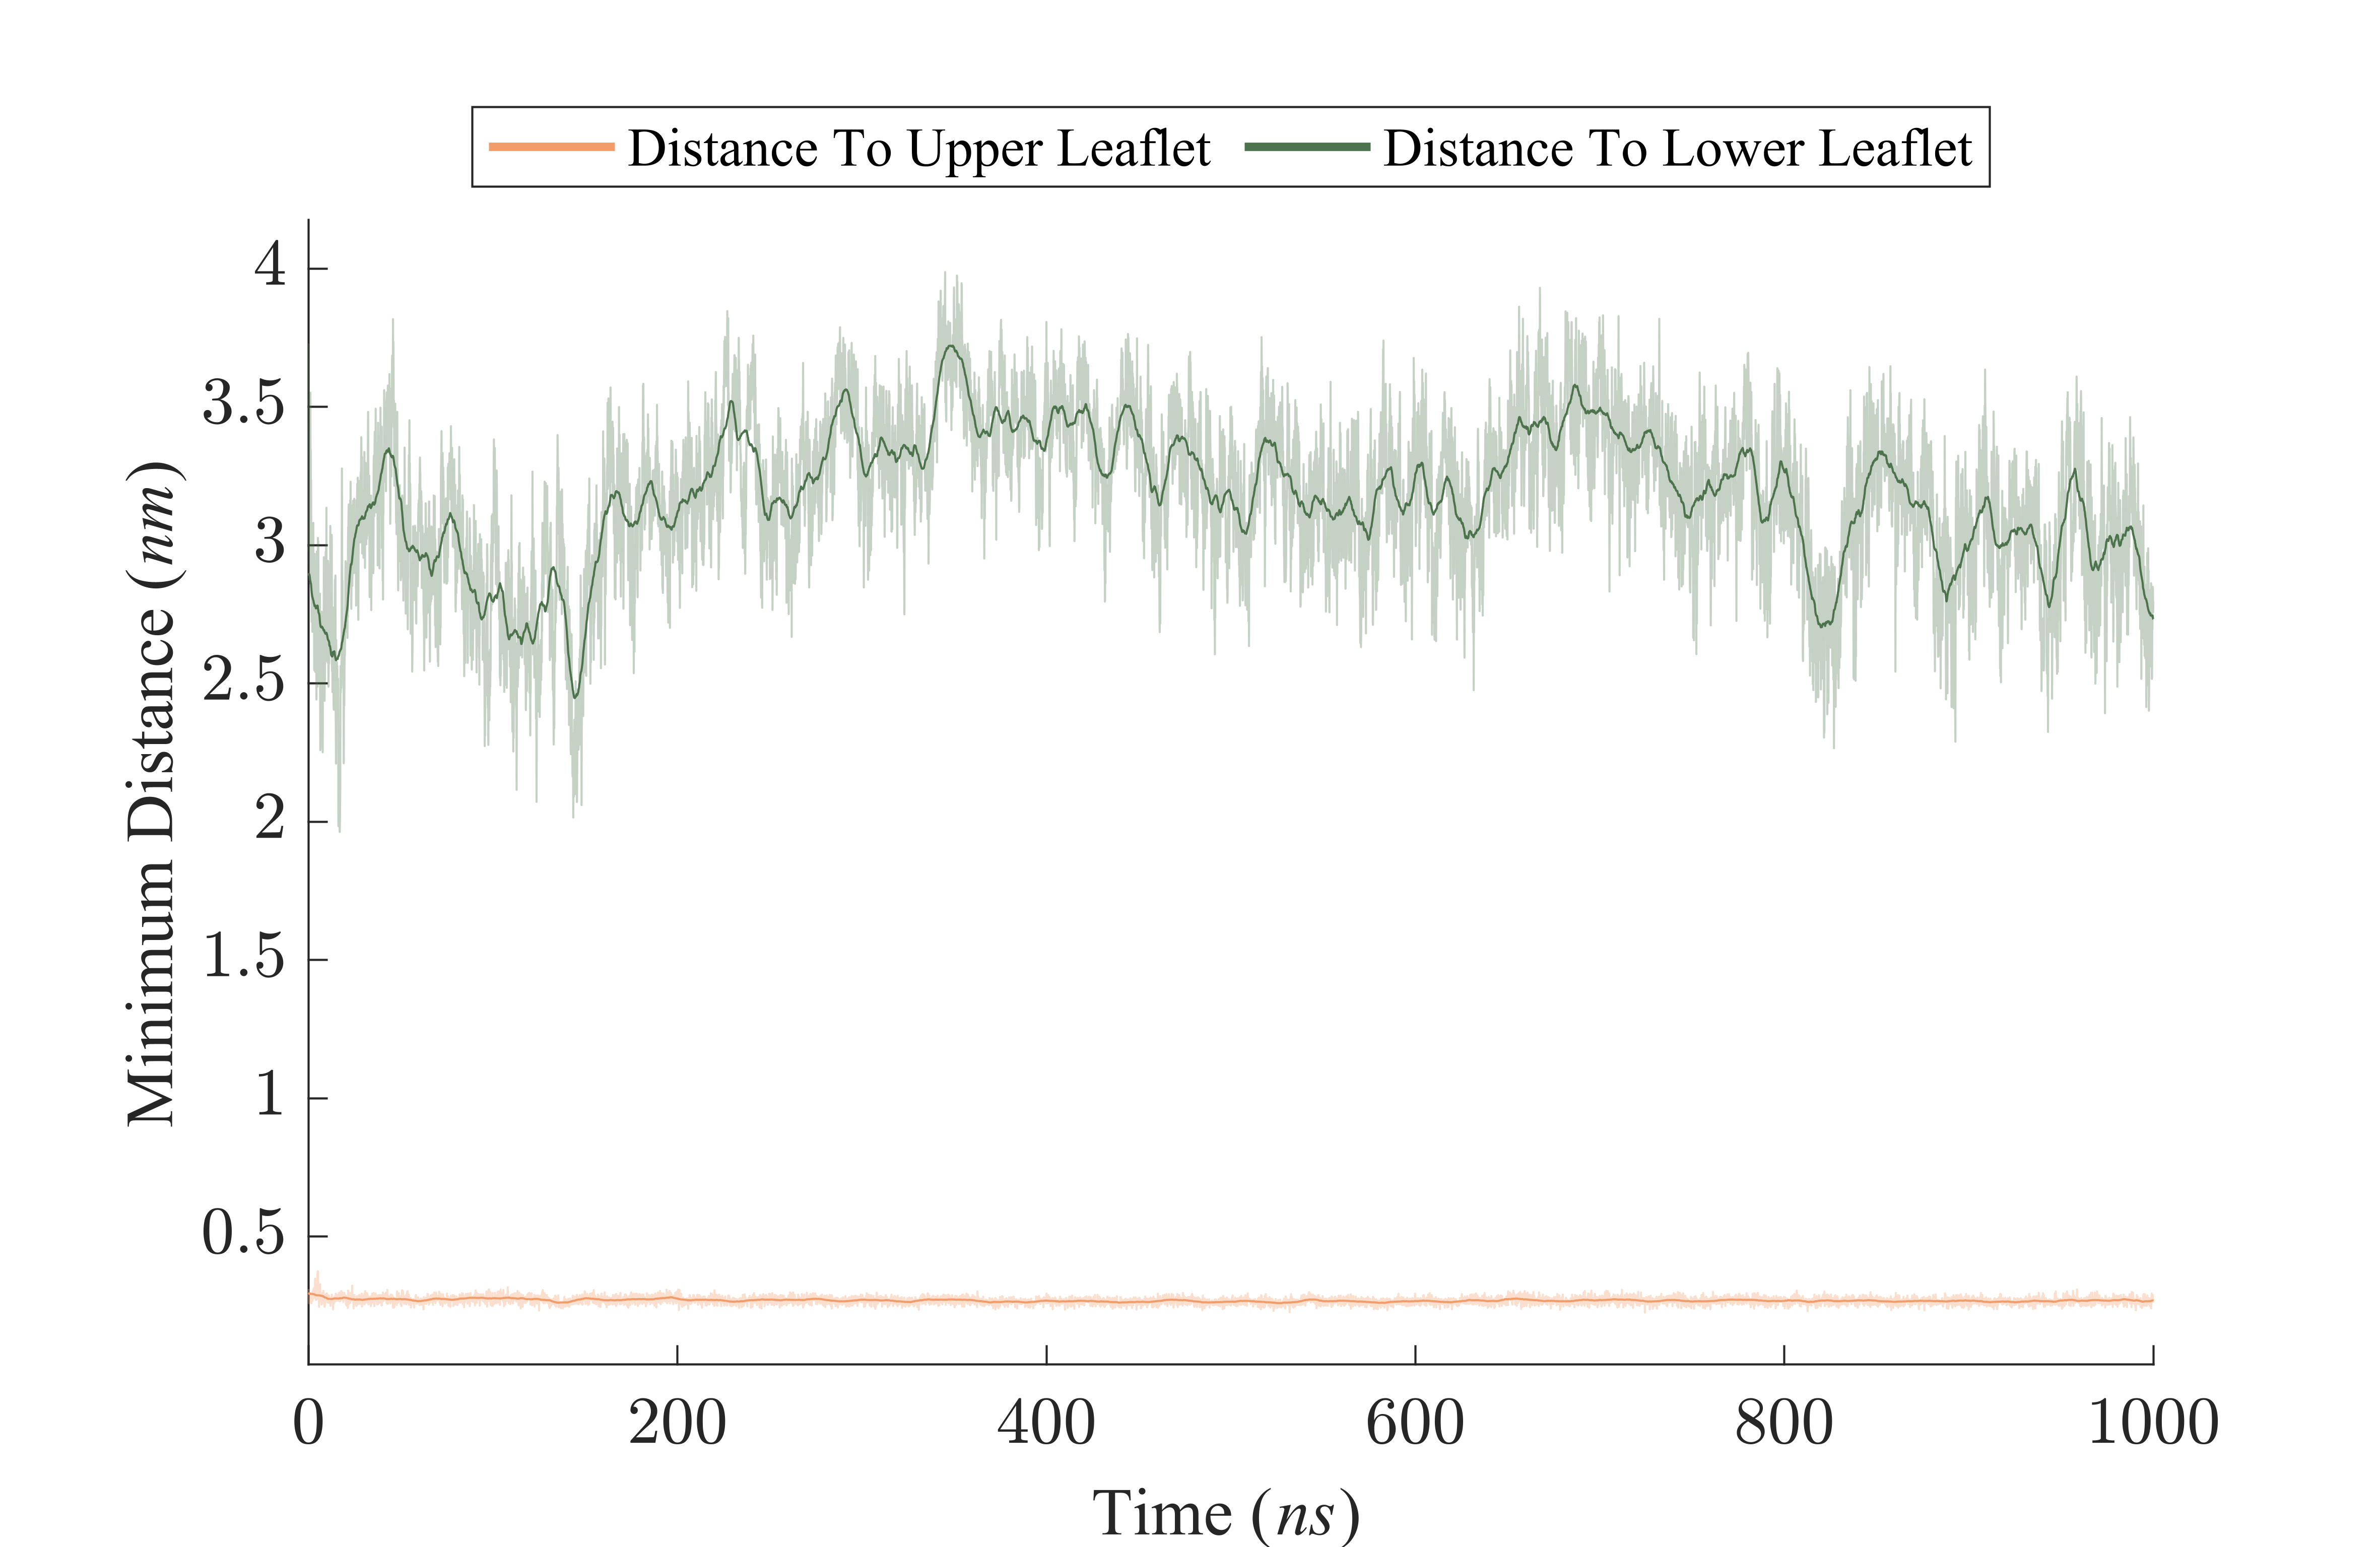 Distance To Upper Leaflet Distance To Lower Leaflet
Minimum Distance (nm)
4
3.5
3
2.5
2
1.5
1
0.5
0 200 400 600 800 1000
Time (ns)